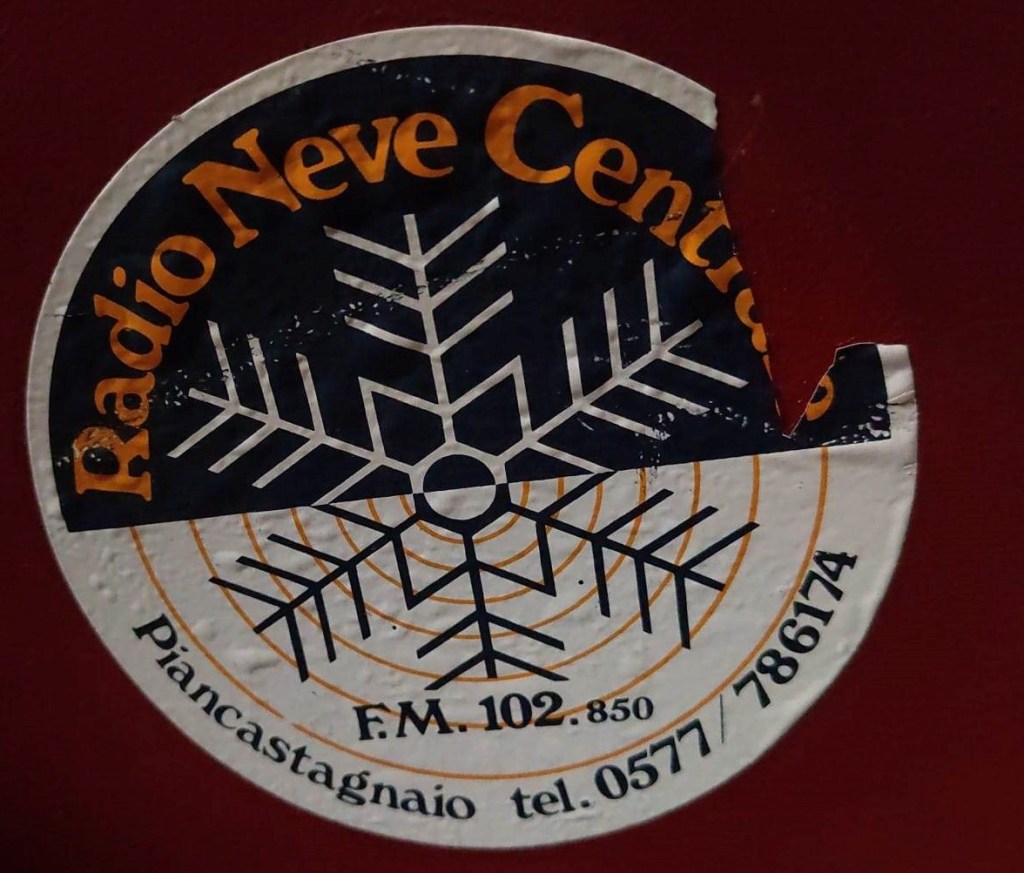 Radio Neve
F.M. 102.850
Piancastagnaio tel. 0577/786174